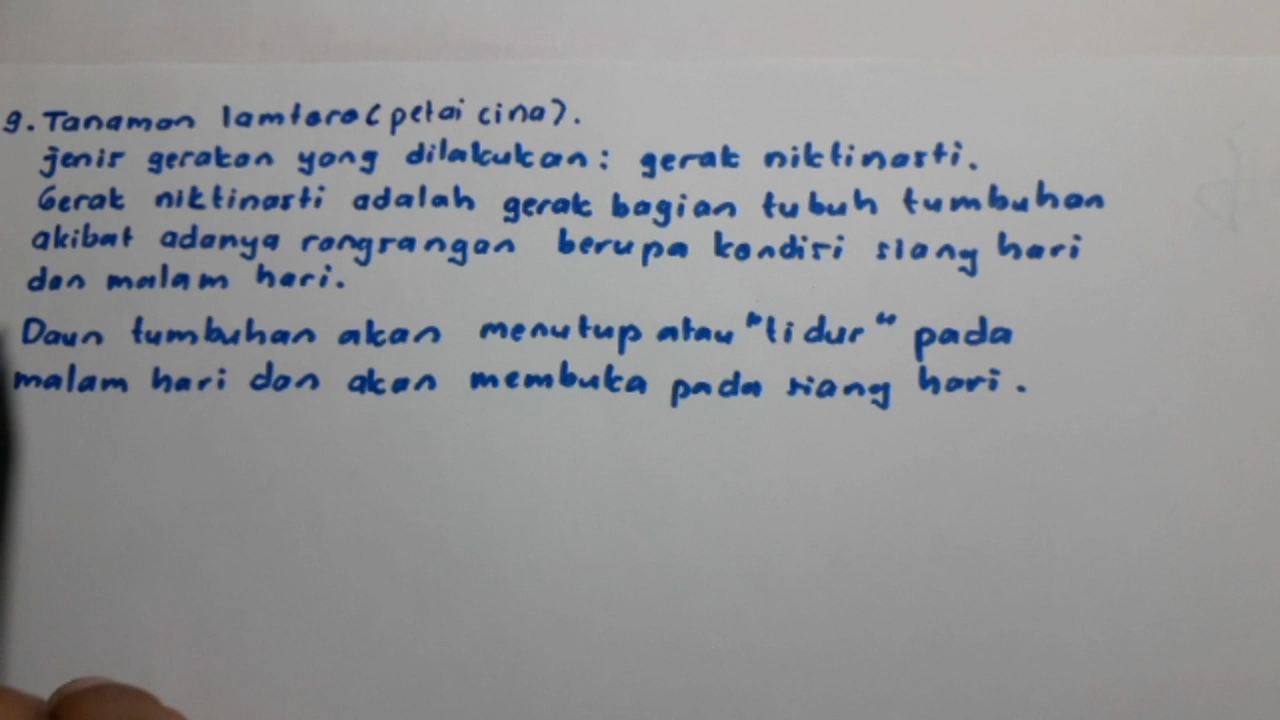 9. Tanaman lamtoro (petai cina).
jenis gerakan yang dilakukan: gerak niktinasti.
Gerak niktinasti adalah gerak bagian tubuh tumbuhan
akibat adanya rangrangan berupa kondisi siang hari
dan malam hari.
Daun tumbuhan akan menutup atau "tidur" pada
malam hari dan akan membuka pada siang hari.